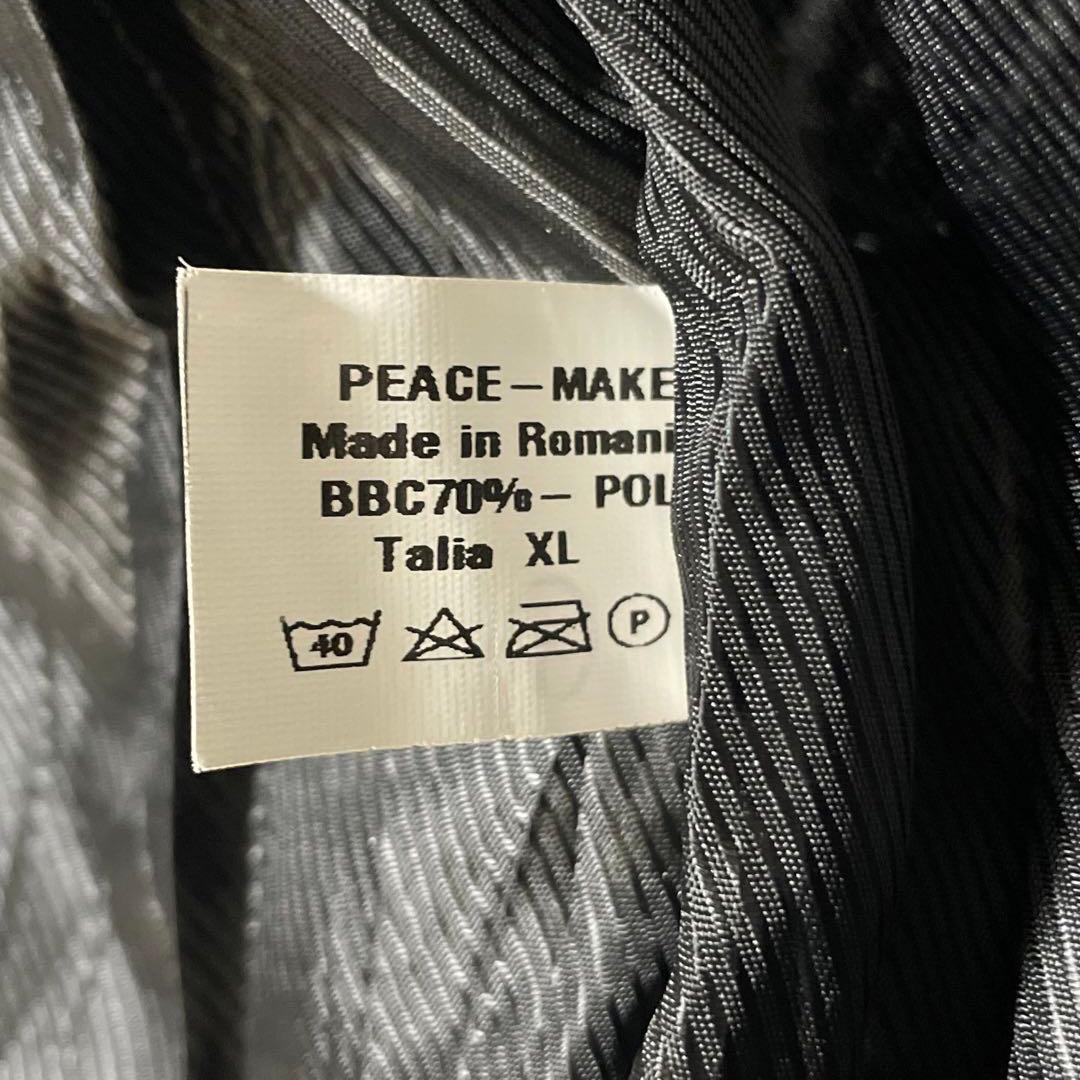 PEACE-MAKE
Made in Romani
BBC70%- POL
Talia XL
40
P